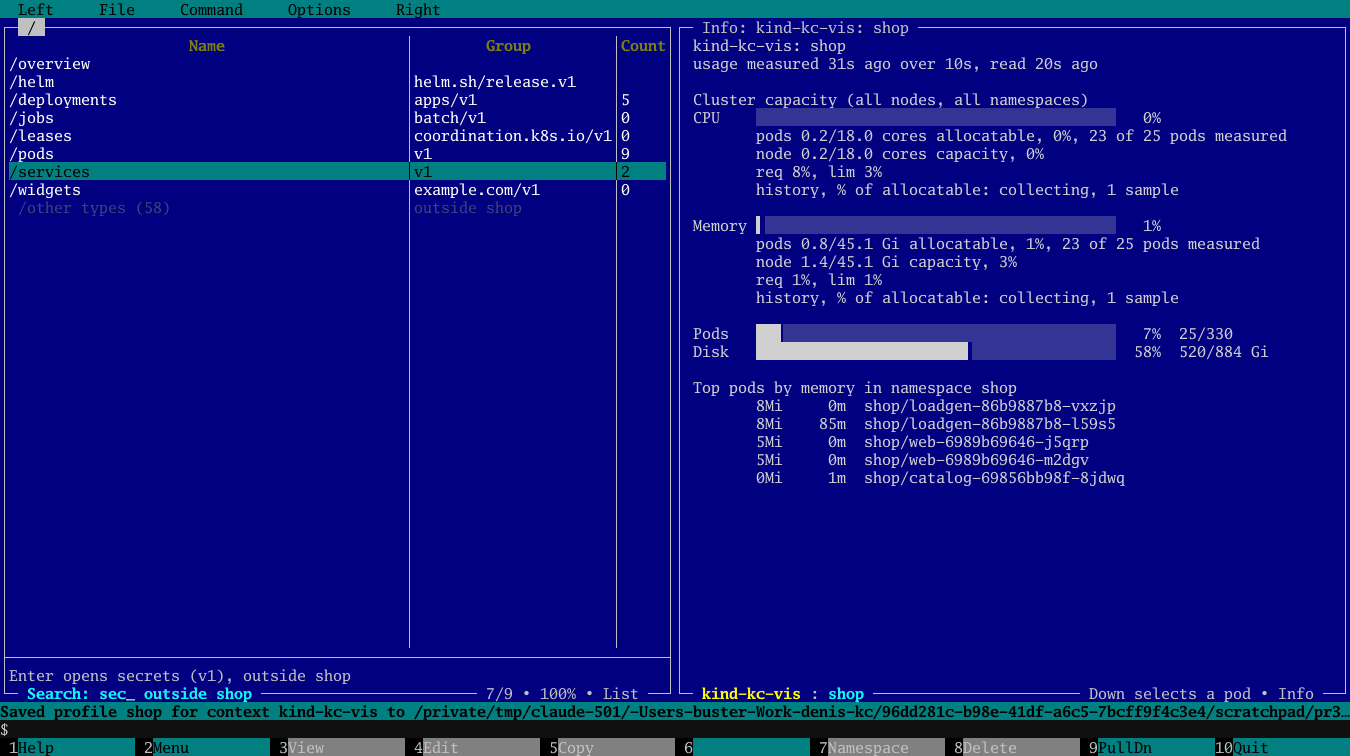 Left File Command Options Right
/
Name Group Count
/overview
/helm helm.sh/release.v1
/deployments apps/v1 5
/jobs batch/v1 0
/leases coordination.k8s.io/v1 0
/pods v1 9
/services v1 2
/widgets example.com/v1 0
/other types (58) outside shop
Enter opens secrets (v1), outside shop
Search: sec_ outside shop 7/9 • 100% • List
Info: kind-kc-vis: shop
kind-kc-vis: shop
usage measured 31s ago over 10s, read 20s ago
Cluster capacity (all nodes, all namespaces)
CPU 0%
pods 0.2/18.0 cores allocatable, 0%, 23 of 25 pods measured
node 0.2/18.0 cores capacity, 0%
req 8%, lim 3%
history, % of allocatable: collecting, 1 sample
Memory 1%
pods 0.8/45.1 Gi allocatable, 1%, 23 of 25 pods measured
node 1.4/45.1 Gi capacity, 3%
req 1%, lim 1%
history, % of allocatable: collecting, 1 sample
Pods 7% 25/330
Disk 58% 520/884 Gi
Top pods by memory in namespace shop
8Mi 0m shop/loadgen-86b9887b8-vxzjp
8Mi 85m shop/loadgen-86b9887b8-l59s5
5Mi 0m shop/web-6989b69646-j5qrp
5Mi 0m shop/web-6989b69646-m2dgv
0Mi 1m shop/catalog-69856bb98f-8jdwq
kind-kc-vis : shop Down selects a pod • Info
Saved profile shop for context kind-kc-vis to /private/tmp/claude-501/-Users-buster-Work-denis-kc/96dd281c-b98e-41df-a6c5-7bcff9f4c3e4/scratchpad/pr3…
$
1Help 2Menu 3View 4Edit 5Copy 6 7Namespace 8Delete 9PullDn 10Quit